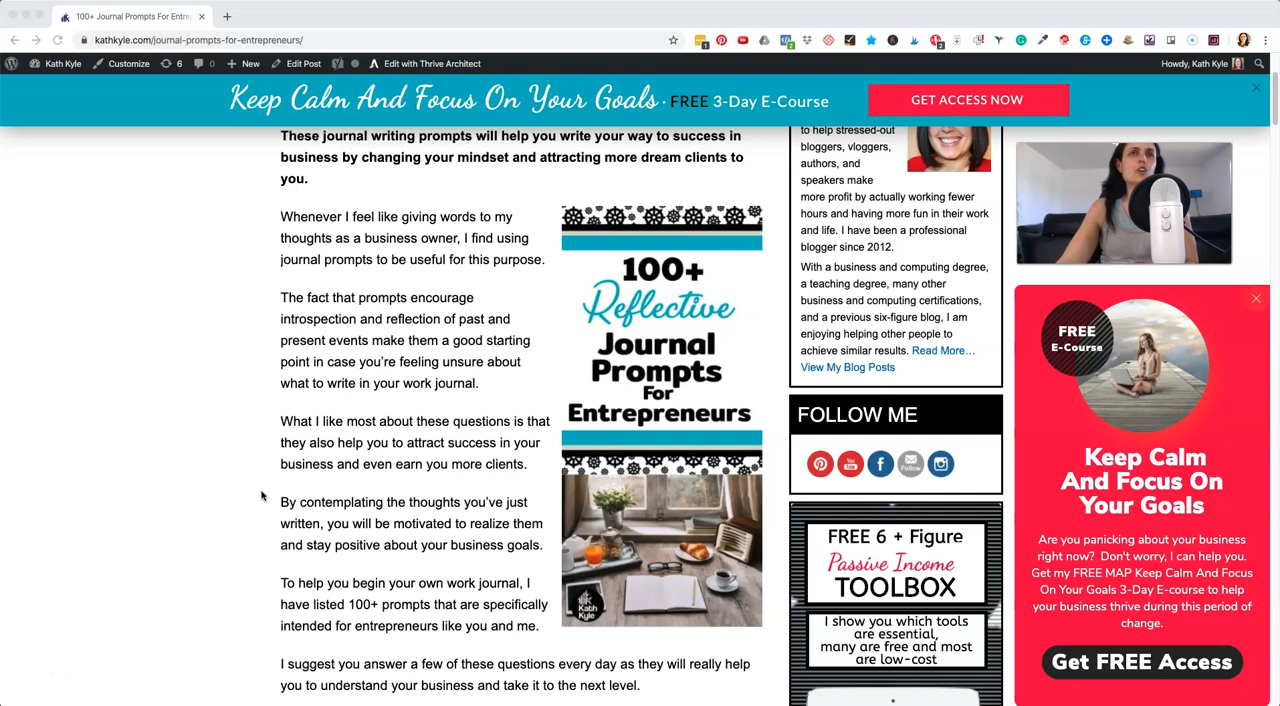 100+ Journal Prompts For Entrep
kathkyle.com/journal-prompts-for-entrepreneurs/
Kath Kyle
Customize
6
0
New
Edit Post
Edit with Thrive Architect
Howdy, Kath Kyle
Keep Calm And Focus On Your Goals · FREE 3-Day E-Course
GET ACCESS NOW
These journal writing prompts will help you write your way to success in
business by changing your mindset and attracting more dream clients to
you.
Whenever I feel like giving words to my
thoughts as a business owner, I find using
journal prompts to be useful for this purpose.
The fact that prompts encourage
introspection and reflection of past and
present events make them a good starting
point in case you're feeling unsure about
what to write in your work journal.
What I like most about these questions is that
they also help you to attract success in your
business and even earn you more clients.
By contemplating the thoughts you've just
written, you will be motivated to realize them
and stay positive about your business goals.
To help you begin your own work journal, I
have listed 100+ prompts that are specifically
intended for entrepreneurs like you and me.
I suggest you answer a few of these questions every day as they will really help
you to understand your business and take it to the next level.
100+
Reflective
Journal
Prompts
For
Entrepreneurs
Kath
Kyle
to help stressed-out
bloggers, vloggers,
authors, and
speakers make
more profit by actually working fewer
hours and having more fun in their work
and life. I have been a professional
blogger since 2012.
With a business and computing degree,
a teaching degree, many other
business and computing certifications,
and a previous six-figure blog, I am
enjoying helping other people to
achieve similar results. Read More…
View My Blog Posts
FOLLOW ME
You
Tube
Follow
FREE 6 + Figure
Passive Income
TOOLBOX
I show you which tools
are essential,
many are free and most
are low-cost
FREE
E-Course
Keep Calm
And Focus On
Your Goals
Are you panicking about your business
right now? Don't worry, I can help you.
Get my FREE MAP Keep Calm And Focus
On Your Goals 3-Day E-course to help
your business thrive during this period of
change.
Get FREE Access